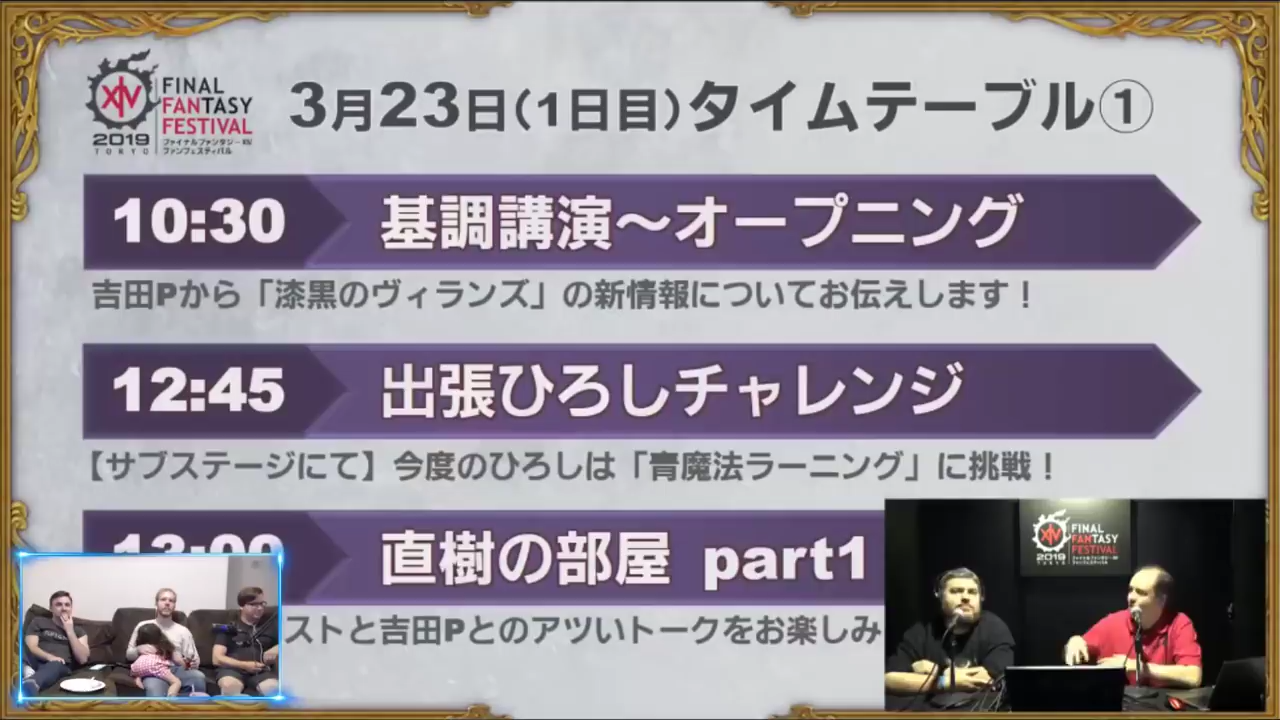 XIV
FINAL
FANTASY
FESTIVAL
2019
TOKYO
ファイナルファンタジーXIV
ファンフェスティバル
3月23日(1日目)タイムテーブル①
10:30 基調講演～オープニング
吉田Pから「漆黒のヴィランズ」の新情報についてお伝えします！
12:45 出張ひろしチャレンジ
【サブステージにて】今度のひろしは「青魔法ラーニング」に挑戦！
13:00 直樹の部屋 part1
ストと吉田Pとのアツいトークをお楽しみ
XIV
FINAL
FANTASY
FESTIVAL
2019
TOKYO